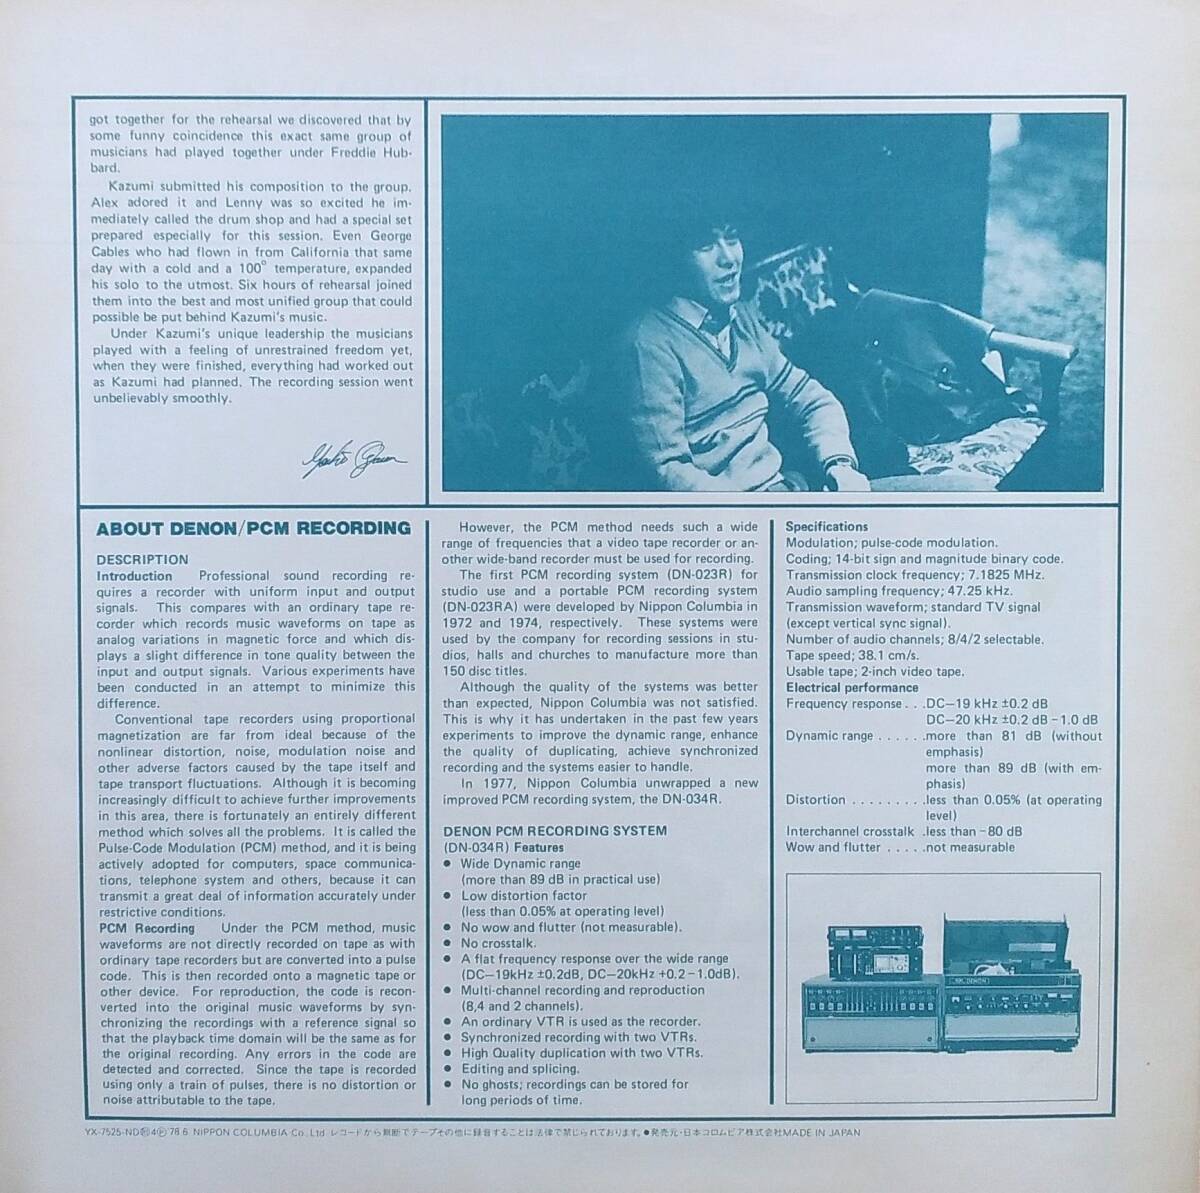 got together for the rehearsal we discovered that by
some funny coincidence this exact same group of
musicians had played together under Freddie Hub-
bard.
Kazumi submitted his composition to the group.
Alex adored it and Lenny was so excited he im-
mediately called the drum shop and had a special set
prepared especially for this session. Even George
Cables who had flown in from California that same
day with a cold and a 100° temperature, expanded
his solo to the utmost. Six hours of rehearsal joined
them into the best and most unified group that could
possible be put behind Kazumi's music.
Under Kazumi's unique leadership the musicians
played with a feeling of unrestrained freedom yet,
when they were finished, everything had worked out
as Kazumi had planned. The recording session went
unbelievably smoothly.
ABOUT DENON/PCM RECORDING
DESCRIPTION
Introduction Professional sound recording re-
quires a recorder with uniform input and output
signals. This compares with an ordinary tape re-
corder which records music waveforms on tape as
analog variations in magnetic force and which dis-
plays a slight difference in tone quality between the
input and output signals. Various experiments have
been conducted in an attempt to minimize this
difference.
Conventional tape recorders using proportional
magnetization are far from ideal because of the
nonlinear distortion, noise, modulation noise and
other adverse factors caused by the tape itself and
tape transport fluctuations. Although it is becoming
increasingly difficult to achieve further improvements
in this area, there is fortunately an entirely different
method which solves all the problems. It is called the
Pulse-Code Modulation (PCM) method, and it is being
actively adopted for computers, space communica-
tions, telephone system and others, because it can
transmit a great deal of information accurately under
restrictive conditions.
PCM Recording Under the PCM method, music
waveforms are not directly recorded on tape as with
ordinary tape recorders but are converted into a pulse
code. This is then recorded onto a magnetic tape or
other device. For reproduction, the code is recon-
verted into the original music waveforms by syn-
chronizing the recordings with a reference signal so
that the playback time domain will be the same as for
the original recording. Any errors in the code are
detected and corrected. Since the tape is recorded
using only a train of pulses, there is no distortion or
noise attributable to the tape.
However, the PCM method needs such a wide
range of frequencies that a video tape recorder or an-
other wide-band recorder must be used for recording.
The first PCM recording system (DN-023R) for
studio use and a portable PCM recording system
(DN-023RA) were developed by Nippon Columbia in
1972 and 1974, respectively. These systems were
used by the company for recording sessions in stu-
dios, halls and churches to manufacture more than
150 disc titles.
Although the quality of the systems was better
than expected, Nippon Columbia was not satisfied.
This is why it has undertaken in the past few years
experiments to improve the dynamic range, enhance
the quality of duplicating, achieve synchronized
recording and the systems easier to handle.
In 1977, Nippon Columbia unwrapped a new
improved PCM recording system, the DN-034R.
DENON PCM RECORDING SYSTEM
(DN-034R) Features
● Wide Dynamic range
(more than 89 dB in practical use)
● Low distortion factor
(less than 0.05% at operating level)
● No wow and flutter (not measurable).
● No crosstalk.
● A flat frequency response over the wide range
(DC—19kHz ±0.2dB, DC—20kHz +0.2 −1.0dB).
● Multi-channel recording and reproduction
(8,4 and 2 channels).
● An ordinary VTR is used as the recorder.
● Synchronized recording with two VTRs.
● High Quality duplication with two VTRs.
● Editing and splicing.
● No ghosts; recordings can be stored for
long periods of time.
Specifications
Modulation; pulse-code modulation.
Coding; 14-bit sign and magnitude binary code.
Transmission clock frequency; 7.1825 MHz.
Audio sampling frequency; 47.25 kHz.
Transmission waveform; standard TV signal
(except vertical sync signal).
Number of audio channels; 8/4/2 selectable.
Tape speed; 38.1 cm/s.
Usable tape; 2-inch video tape.
Electrical performance
Frequency response . . .DC—19 kHz ±0.2 dB
DC—20 kHz ±0.2 dB −1.0 dB
Dynamic range . . . . . .more than 81 dB (without
emphasis)
more than 89 dB (with em-
phasis)
Distortion . . . . . . . . .less than 0.05% (at operating
level)
Interchannel crosstalk .less than −80 dB
Wow and flutter . . . . .not measurable
DENON
YX-7525-ND Ⓗ4Ⓟ'78.6 NIPPON COLUMBIA Co., Ltd. レコードから無断でテープその他に録音することは法律で禁じられております。●発売元・日本コロムビア株式会社MADE IN JAPAN